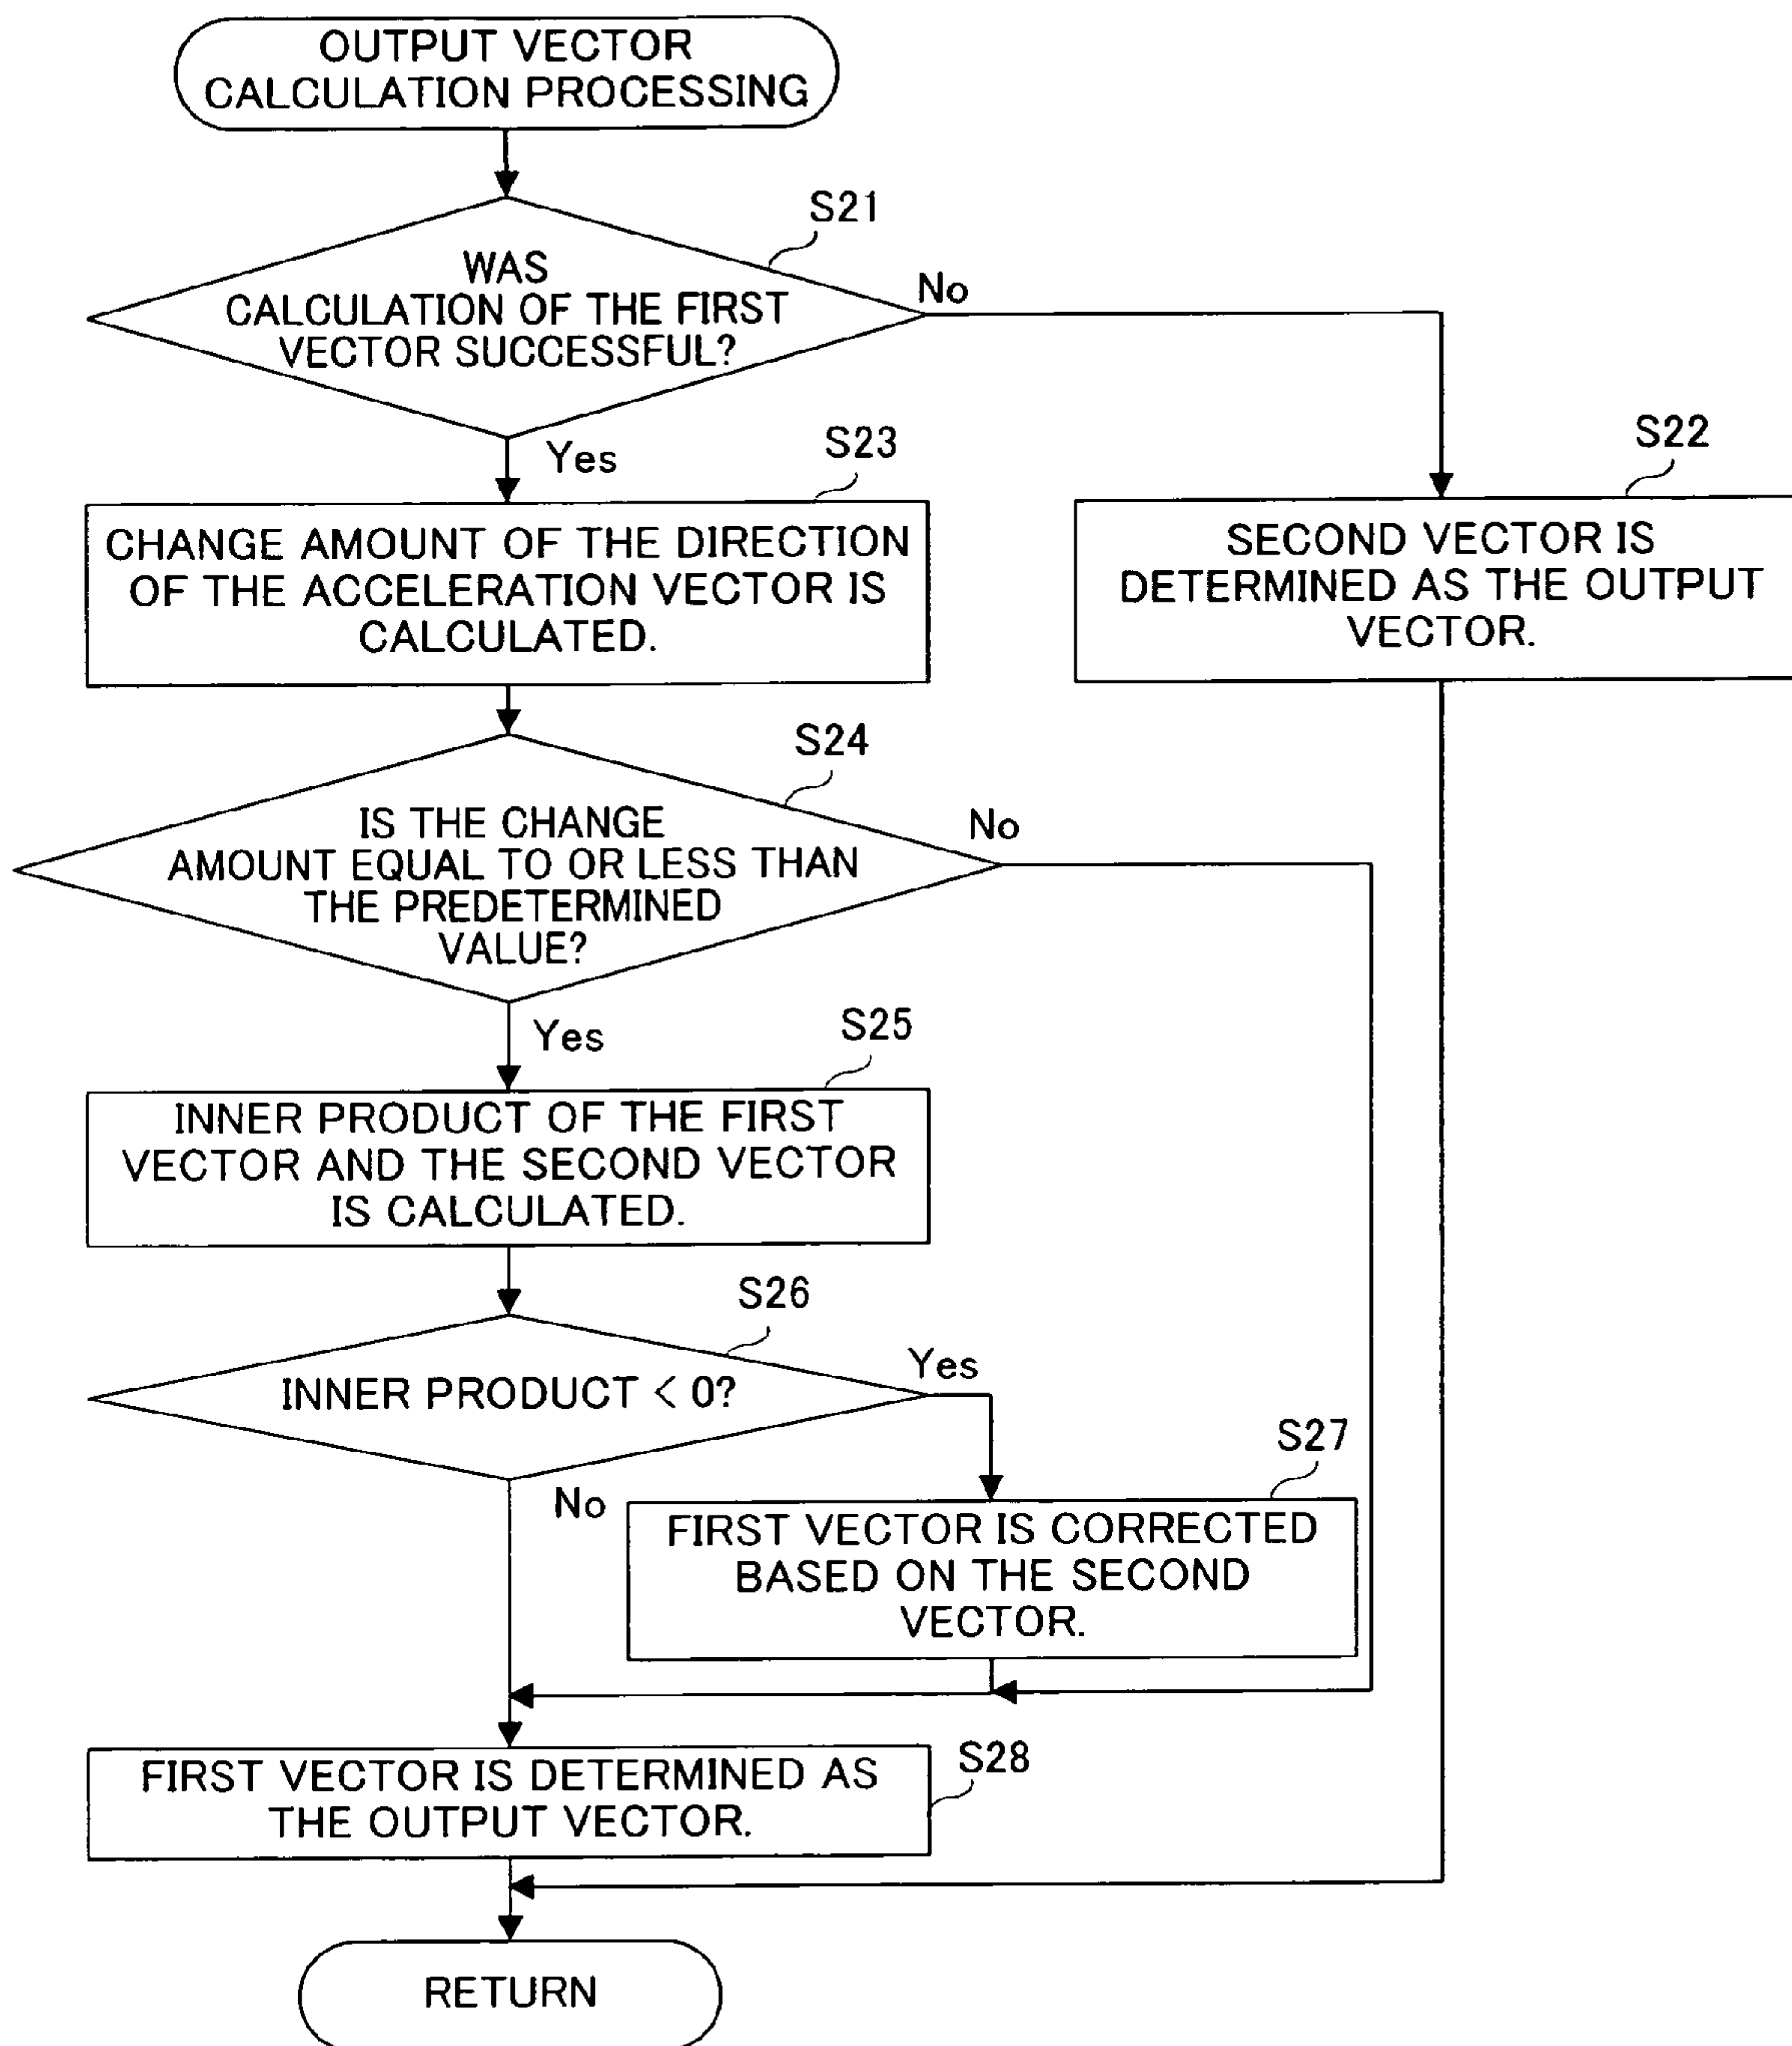 OUTPUT VECTOR
CALCULATION PROCESSING
S21
WAS
CALCULATION OF THE FIRST
VECTOR SUCCESSFUL?
No
Yes
S23
CHANGE AMOUNT OF THE DIRECTION
OF THE ACCELERATION VECTOR IS
CALCULATED.
S22
SECOND VECTOR IS
DETERMINED AS THE OUTPUT
VECTOR.
S24
IS THE CHANGE
AMOUNT EQUAL TO OR LESS THAN
THE PREDETERMINED
VALUE?
No
Yes
S25
INNER PRODUCT OF THE FIRST
VECTOR AND THE SECOND VECTOR
IS CALCULATED.
S26
INNER PRODUCT < 0?
Yes
No
S27
FIRST VECTOR IS CORRECTED
BASED ON THE SECOND
VECTOR.
FIRST VECTOR IS DETERMINED AS
THE OUTPUT VECTOR.
S28
RETURN